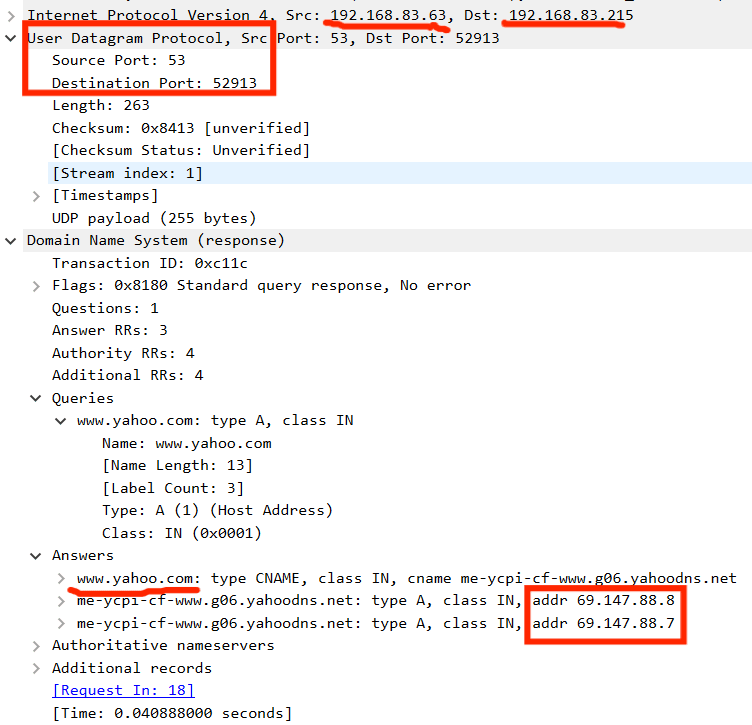 Internet Protocol Version 4, Src: 192.168.83.63, Dst: 192.168.83.215
User Datagram Protocol, Src Port: 53, Dst Port: 52913
Source Port: 53
Destination Port: 52913
Length: 263
Checksum: 0x8413 [unverified]
[Checksum Status: Unverified]
[Stream index: 1]
[Timestamps]
UDP payload (255 bytes)
Domain Name System (response)
Transaction ID: 0xc11c
Flags: 0x8180 Standard query response, No error
Questions: 1
Answer RRs: 3
Authority RRs: 4
Additional RRs: 4
Queries
www.yahoo.com: type A, class IN
Name: www.yahoo.com
[Name Length: 13]
[Label Count: 3]
Type: A (1) (Host Address)
Class: IN (0x0001)
Answers
www.yahoo.com: type CNAME, class IN, cname me-ycpi-cf-www.g06.yahoodns.net
me-ycpi-cf-www.g06.yahoodns.net: type A, class IN, addr 69.147.88.8
me-ycpi-cf-www.g06.yahoodns.net: type A, class IN, addr 69.147.88.7
Authoritative nameservers
Additional records
[Request In: 18]
[Time: 0.040888000 seconds]